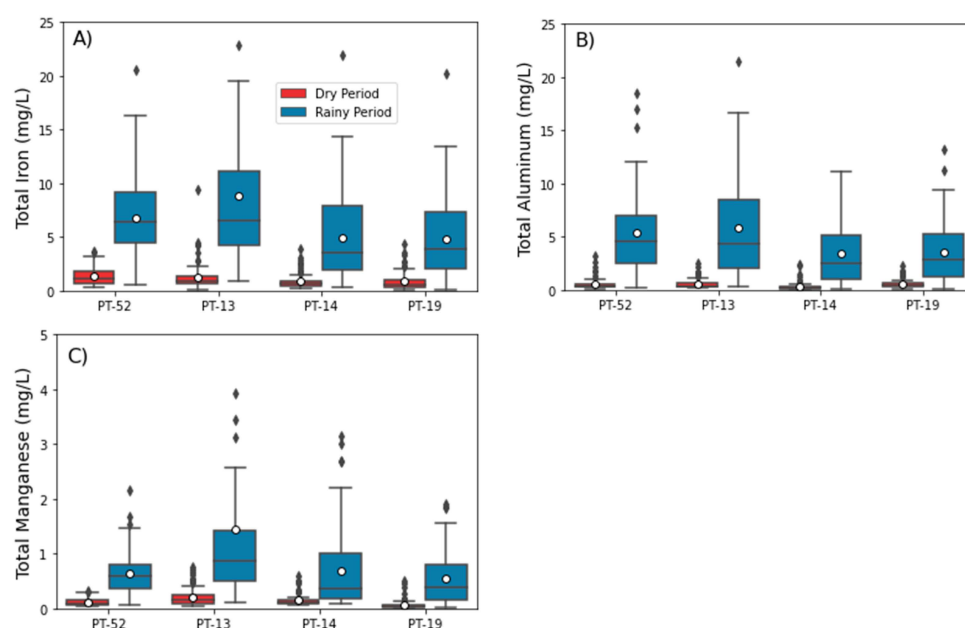 A)
Total Iron (mg/L)
25
20
15
10
5
0
Dry Period
Rainy Period
PT-52 PT-13 PT-14 PT-19
B)
Total Aluminum (mg/L)
25
20
15
10
5
0
PT-52 PT-13 PT-14 PT-19
C)
Total Manganese (mg/L)
5
4
3
2
1
0
PT-52 PT-13 PT-14 PT-19